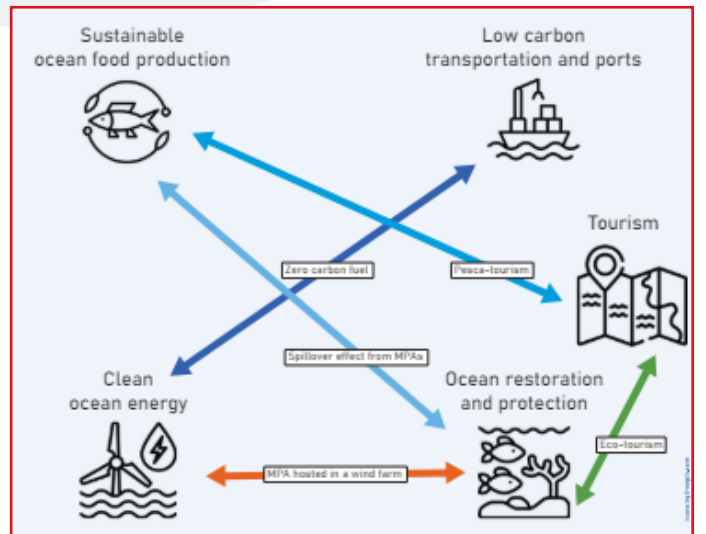 Sustainable
ocean food production
Low carbon
transportation and ports
Tourism
Zero carbon fuel
Pesca-tourism
Spillover effect from MPAs
Clean
ocean energy
Ocean restoration
and protection
Eco-tourism
MPA hosted in a wind farm